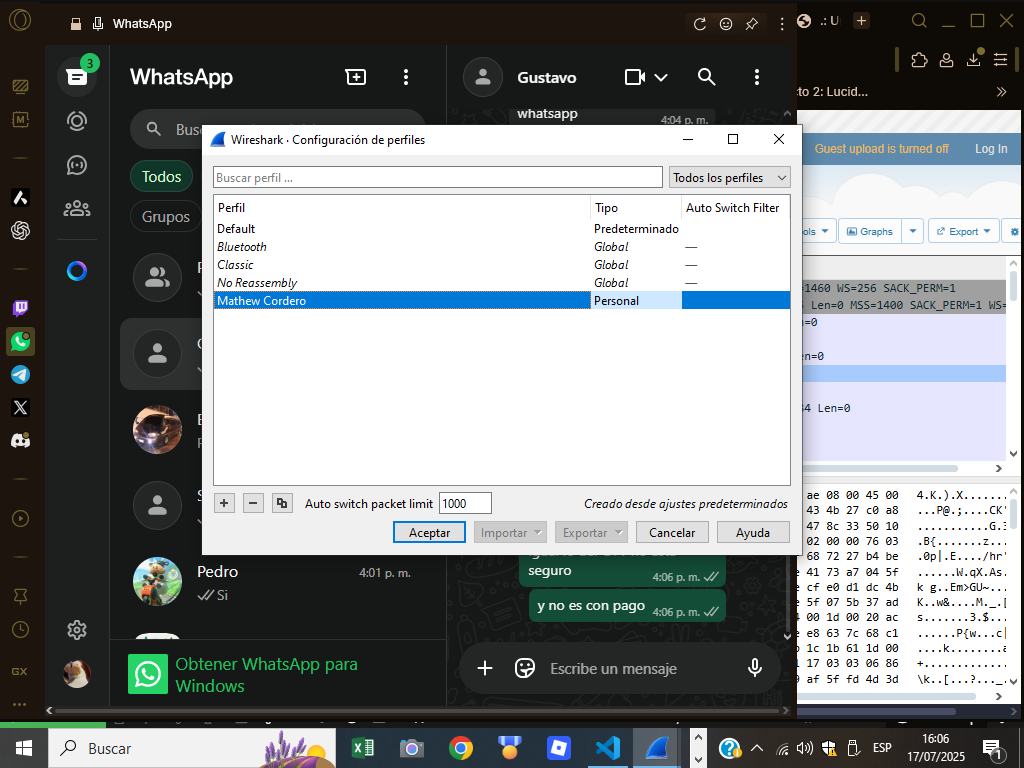 WhatsApp
.: U
3
WhatsApp
Gustavo
to 2: Lucid...
whatsapp
4:04 p. m.
Todos
Grupos
Guest upload is turned off
Log In
Graphs
Export
Wireshark · Configuración de perfiles
Buscar perfil ...
Todos los perfiles
Perfil
Tipo
Auto Switch Filter
Default
Predeterminado
Bluetooth
Global
—
Classic
Global
—
No Reassembly
Global
—
Mathew Cordero
Personal
Auto switch packet limit
1000
Creado desde ajustes predeterminados
Aceptar
Importar
Exportar
Cancelar
Ayuda
=1460 WS=256 SACK_PERM=1
Len=0 MSS=1400 SACK_PERM=1 WS=
n=0
en=0
34 Len=0
ae 08 00 45 00 4.K.).X.......
43 4b 27 c0 a8 ...P@.;....CK'
47 8c 33 50 10 ...........G.3
02 00 00 76 03 .B{.......z...
68 72 27 b4 be .0p|.E..../hr'
41 73 a7 04 5f ......W.qX.As.
cf e0 d1 dc 4b k g..Em>GU~...
5f 07 5b 37 ad K..w&....M._.[
00 1d 00 20 ac s.......3.$...
e8 63 7c 68 c1 ......P{w...c|
1c 1b 61 1d 00 ....k........a
17 03 03 06 86 +.............
af 5f fd 4d 3d \k..[...?..._.
seguro
4:06 p. m.
y no es con pago
4:06 p. m.
Pedro
4:01 p. m.
Si
Escribe un mensaje
Obtener WhatsApp para
Windows
GX
Buscar
ESP
16:06
17/07/2025
1